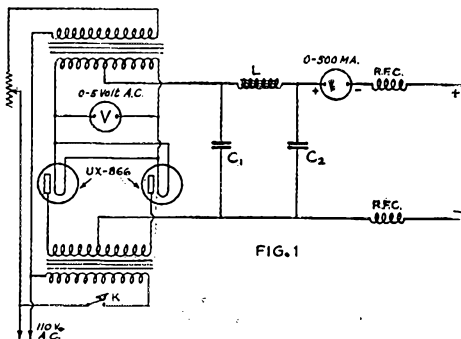 0-5 Volt A.C.
V
UX-866
L
0-500 MA.
+
-
R.F.C.
+
C1
C2
R.F.C.
-
FIG.1
K
110 V.
A.C.